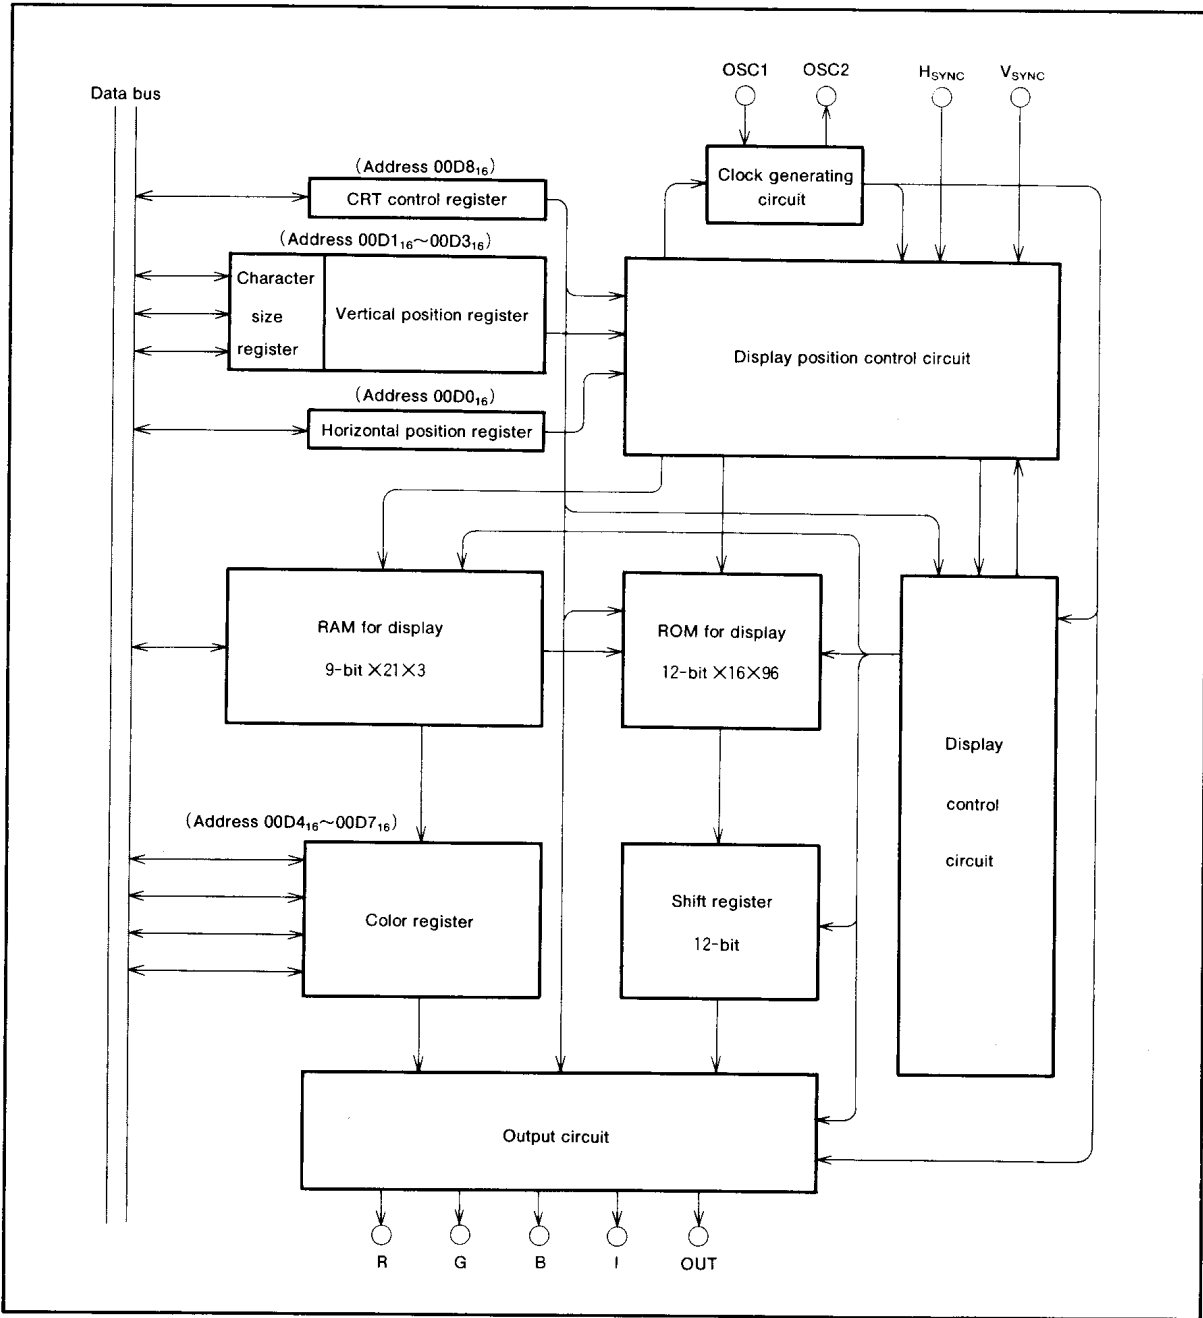 OSC1
OSC2
HSYNC
VSYNC
Data bus
(Address 00D8₁₆)
CRT control register
Clock generating
circuit
(Address 00D1₁₆~00D3₁₆)
Character
size
register
Vertical position register
Display position control circuit
(Address 00D0₁₆)
Horizontal position register
RAM for display
9-bit ×21×3
ROM for display
12-bit ×16×96
Display
control
circuit
(Address 00D4₁₆~00D7₁₆)
Color register
Shift register
12-bit
Output circuit
R
G
B
I
OUT